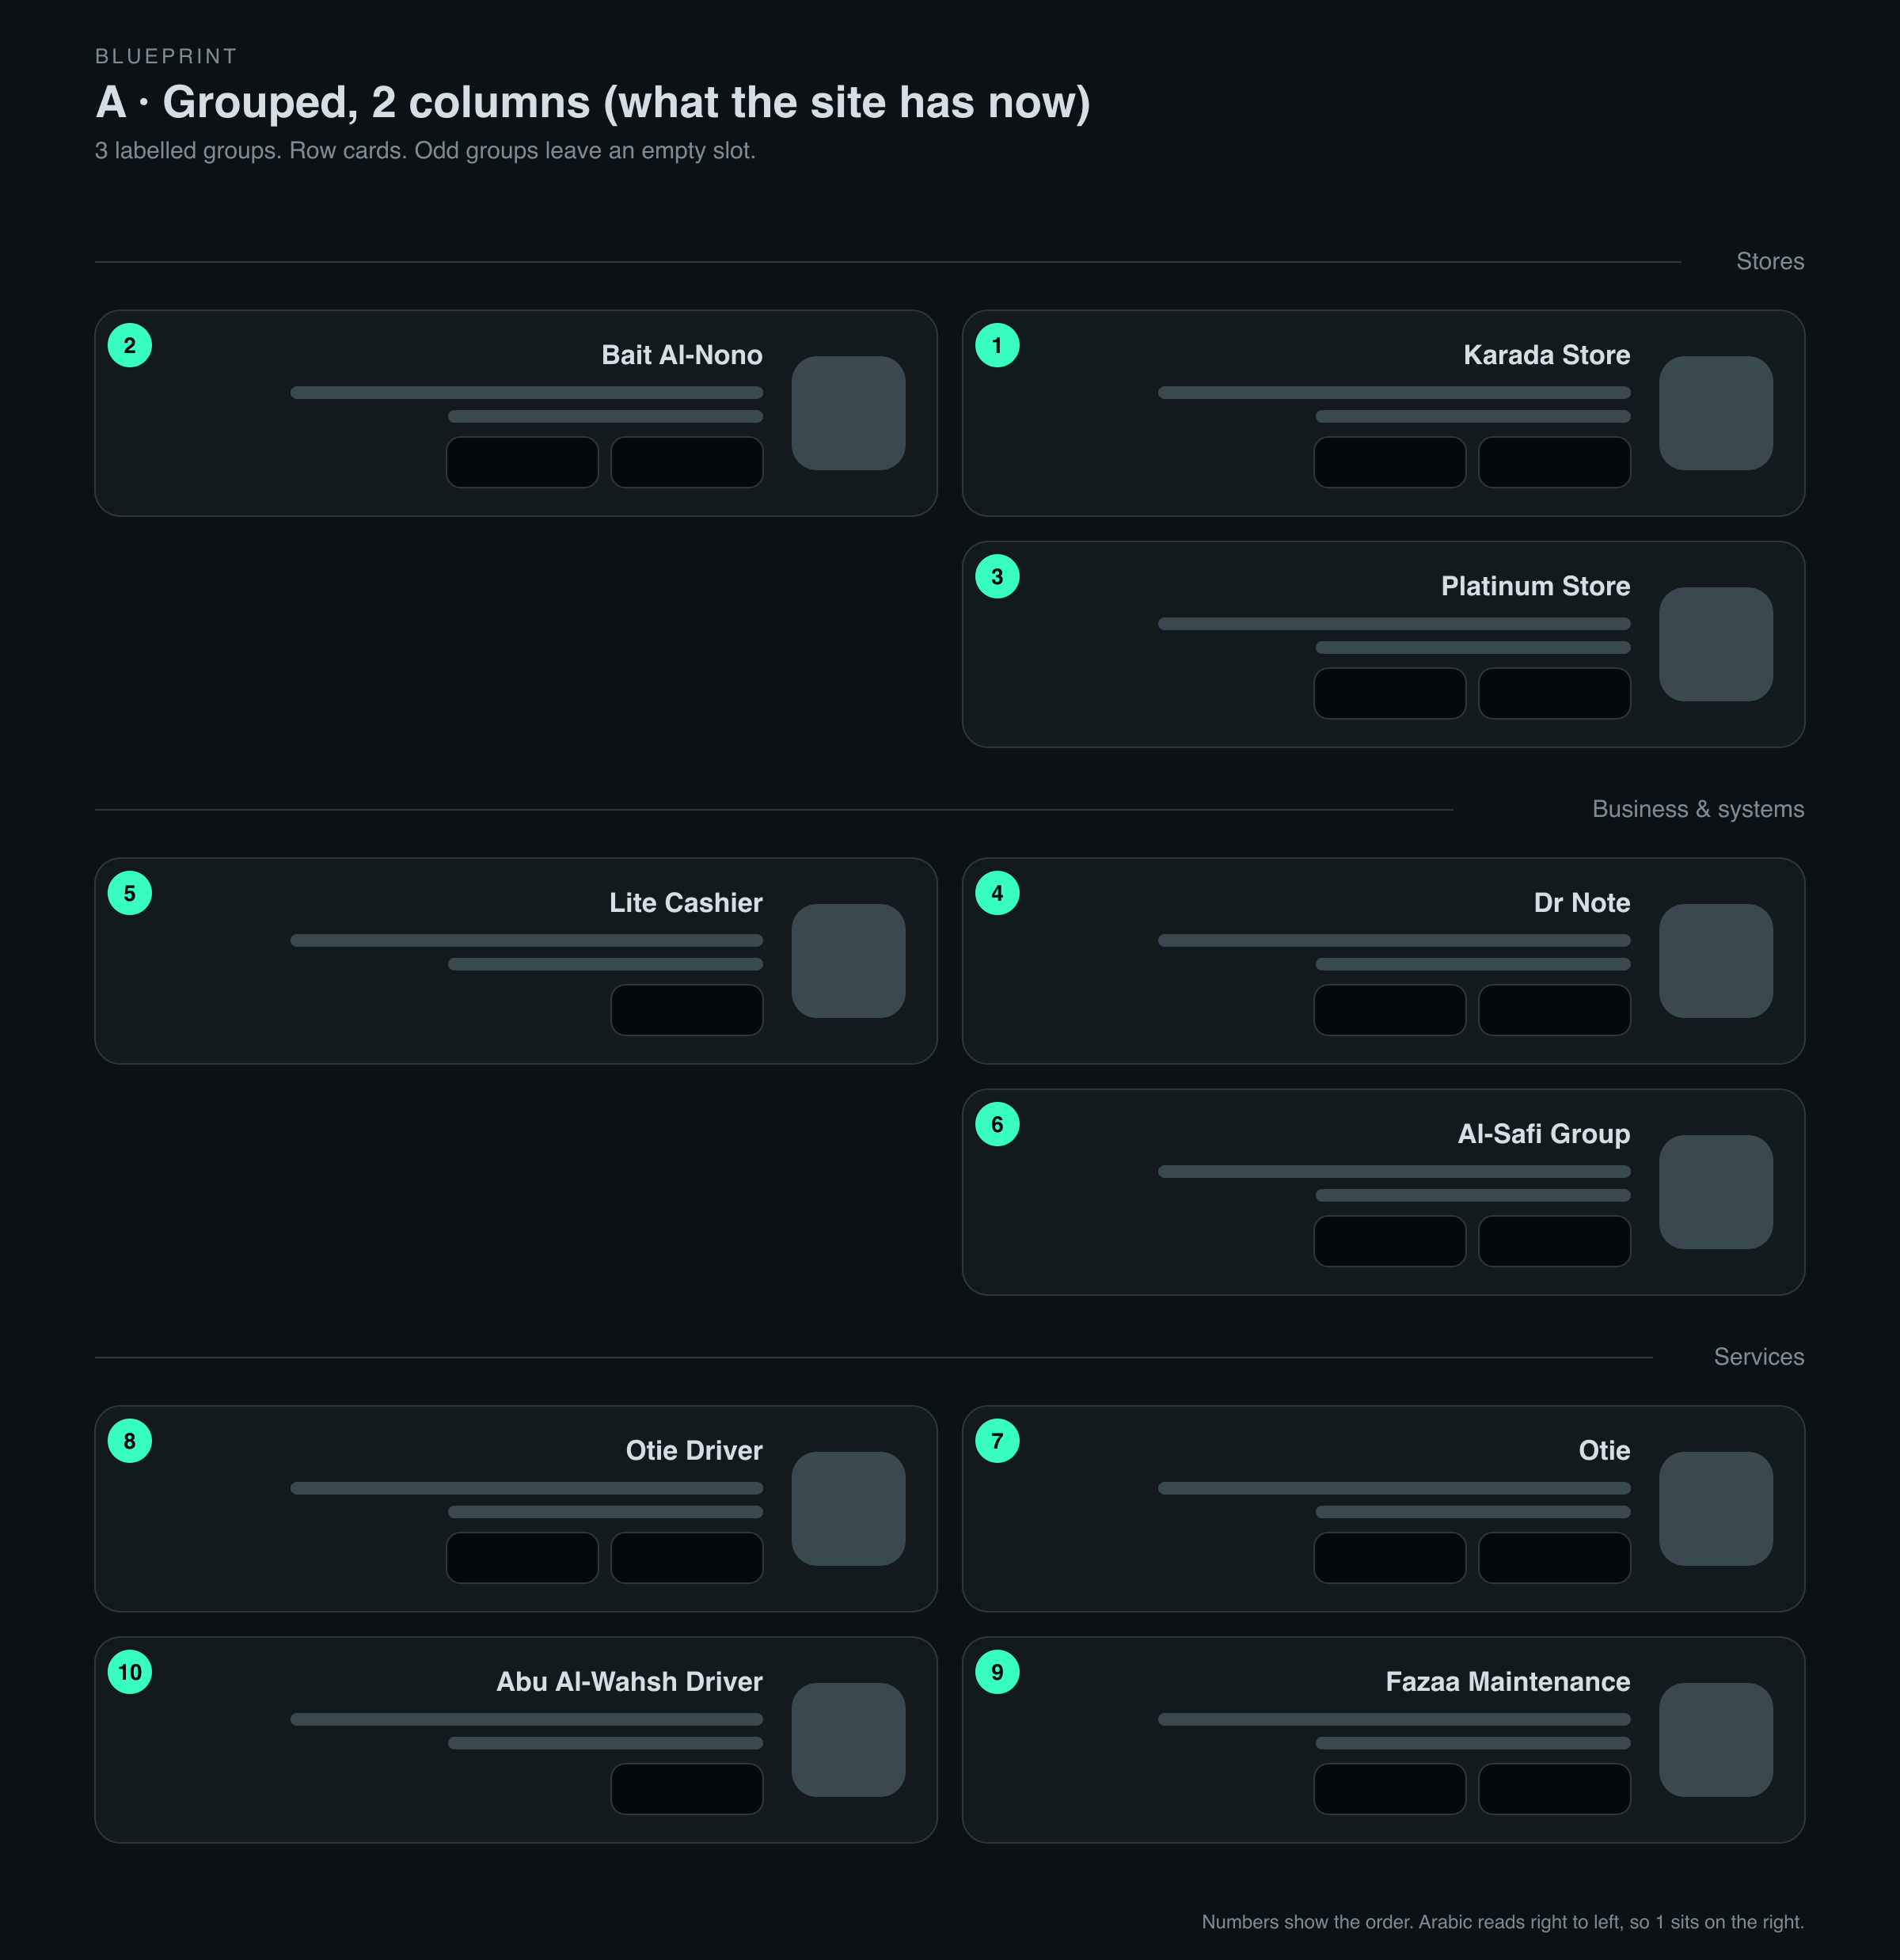 BLUEPRINT
A · Grouped, 2 columns (what the site has now)
3 labelled groups. Row cards. Odd groups leave an empty slot.
Stores
1
Karada Store
2
Bait Al-Nono
3
Platinum Store
Business & systems
4
Dr Note
5
Lite Cashier
6
Al-Safi Group
Services
7
Otie
8
Otie Driver
9
Fazaa Maintenance
10
Abu Al-Wahsh Driver
Numbers show the order. Arabic reads right to left, so 1 sits on the right.